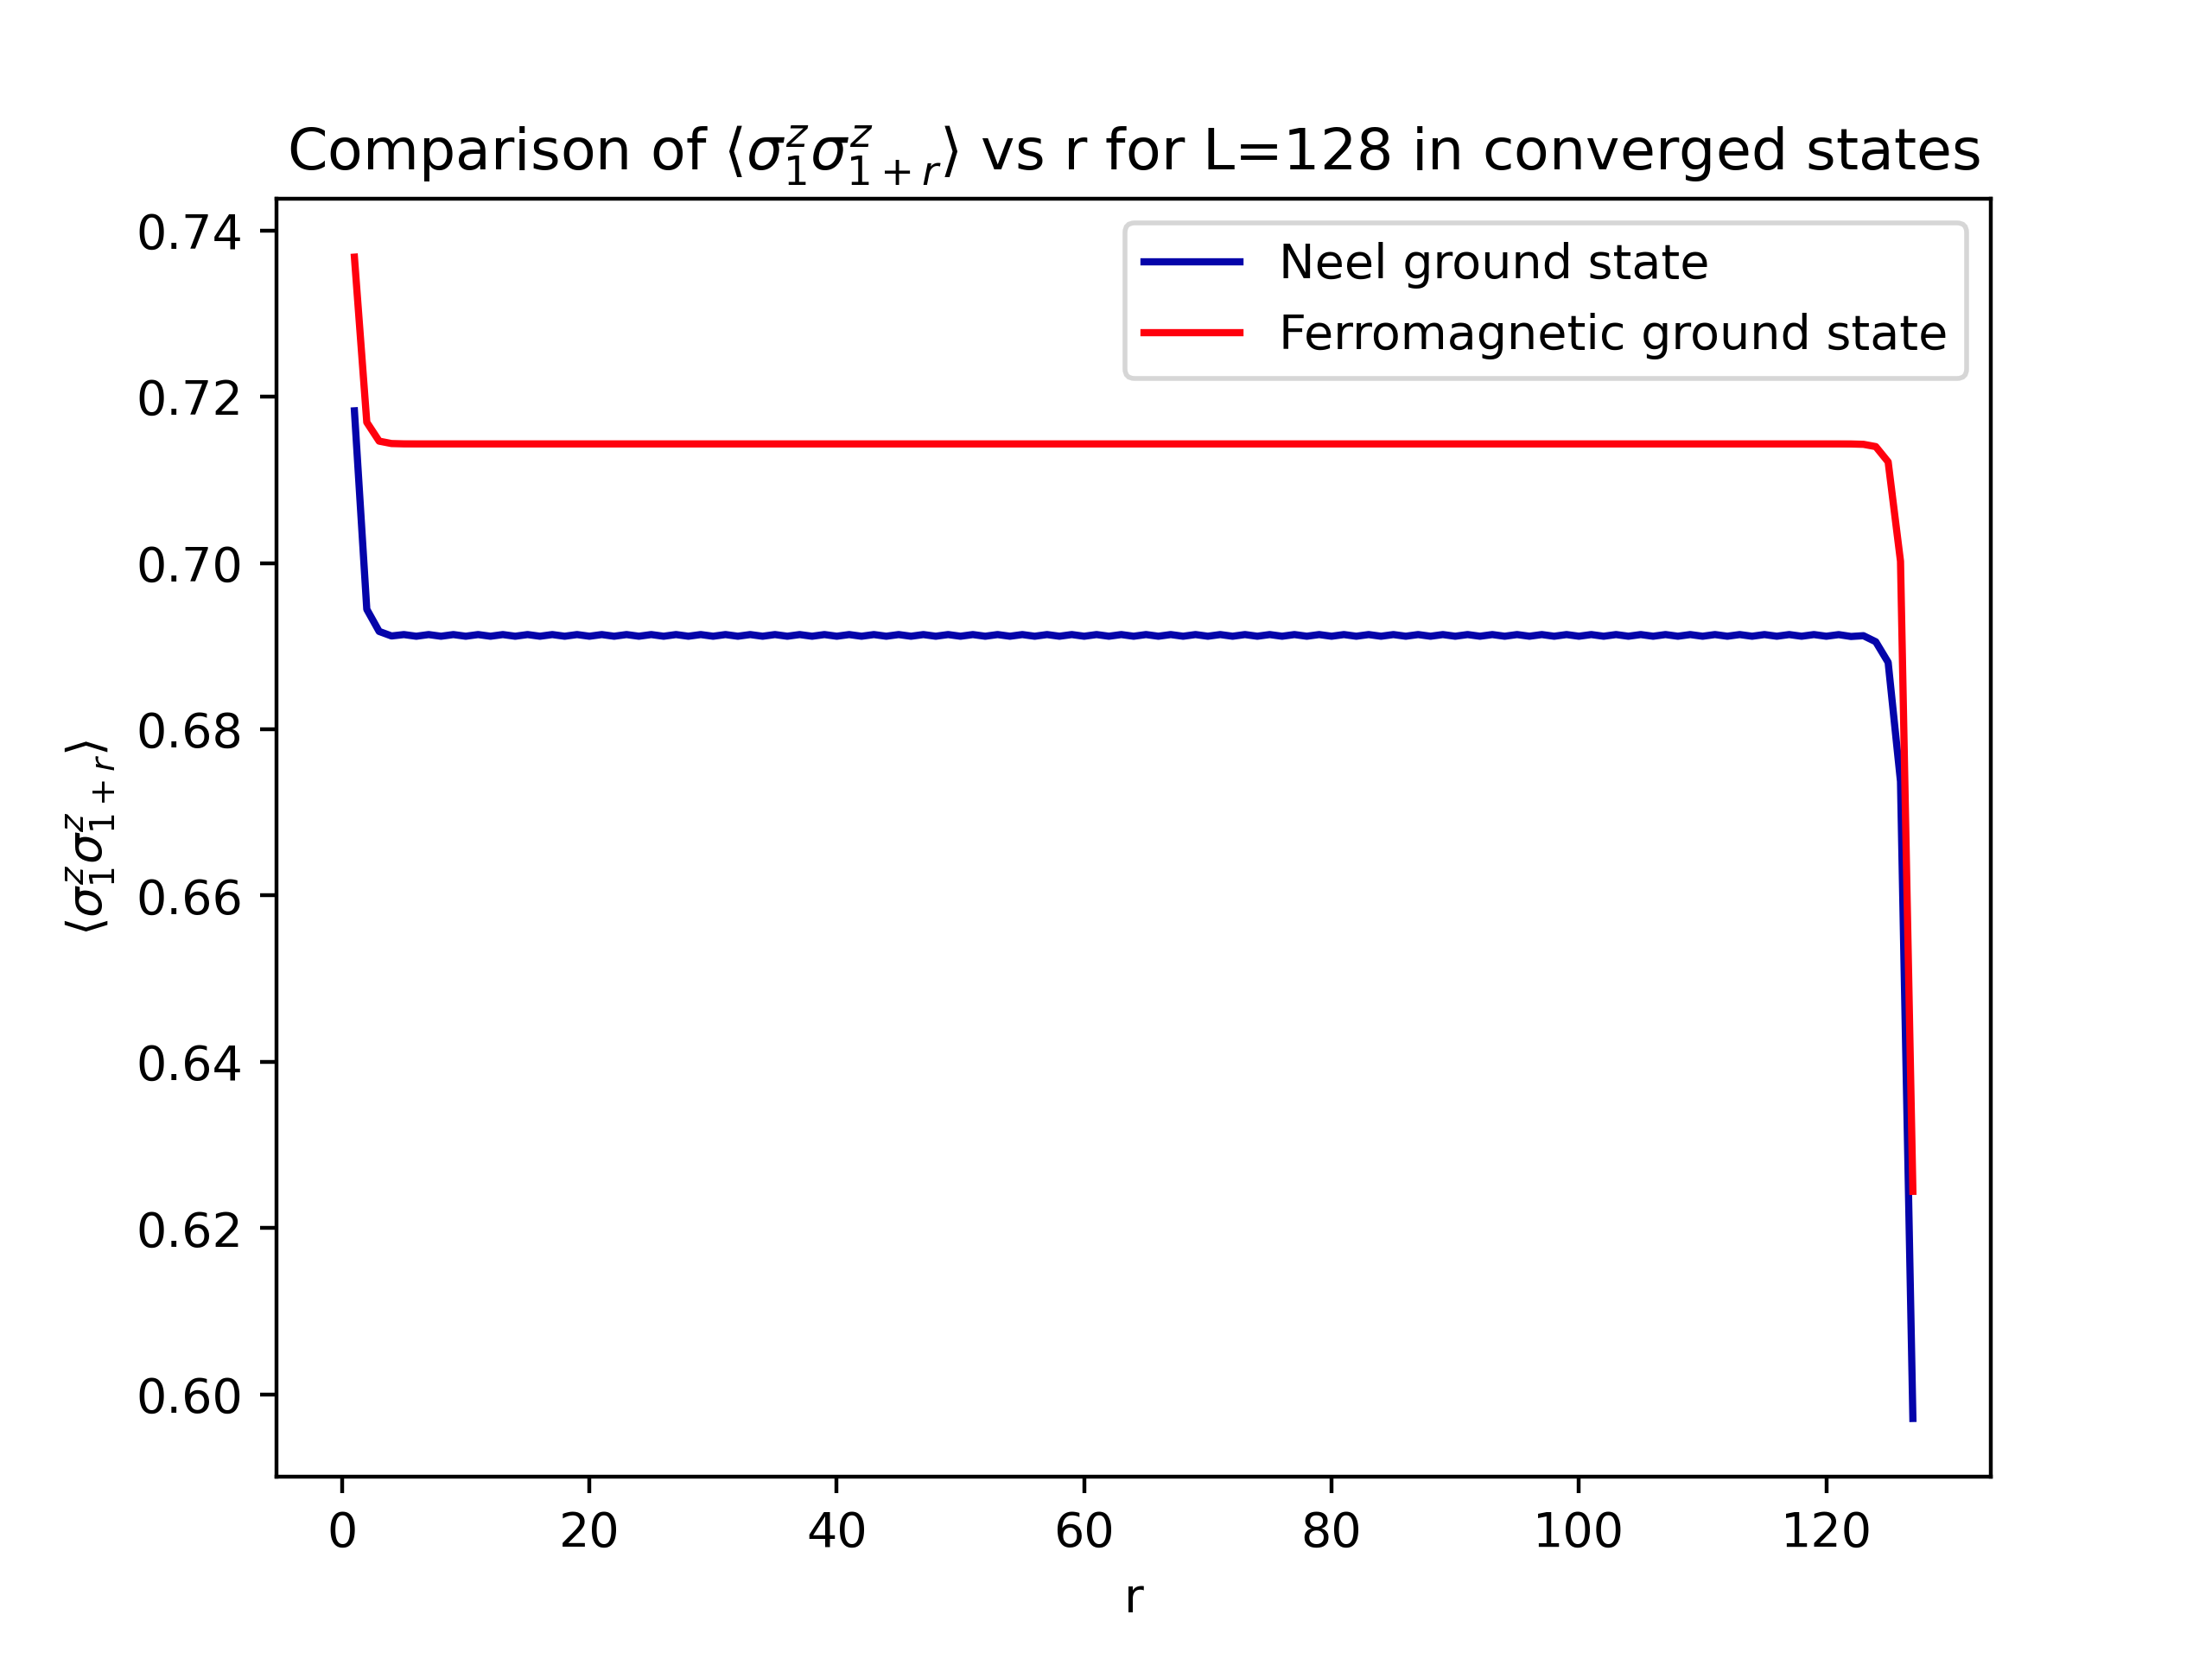 Comparison of ⟨σ₁ᶻσᶻ₁₊ᵣ⟩ vs r for L=128 in converged states
Neel ground state
Ferromagnetic ground state
0.74
0.72
0.70
0.68
0.66
0.64
0.62
0.60
⟨σ₁ᶻσᶻ₁₊ᵣ⟩
0 20 40 60 80 100 120
r